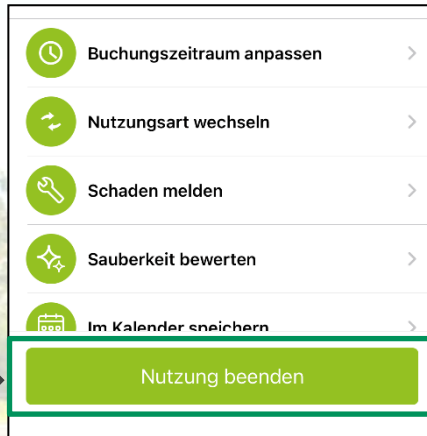 Buchungszeitraum anpassen
Nutzungsart wechseln
Schaden melden
Sauberkeit bewerten
Im Kalender speichern
Nutzung beenden